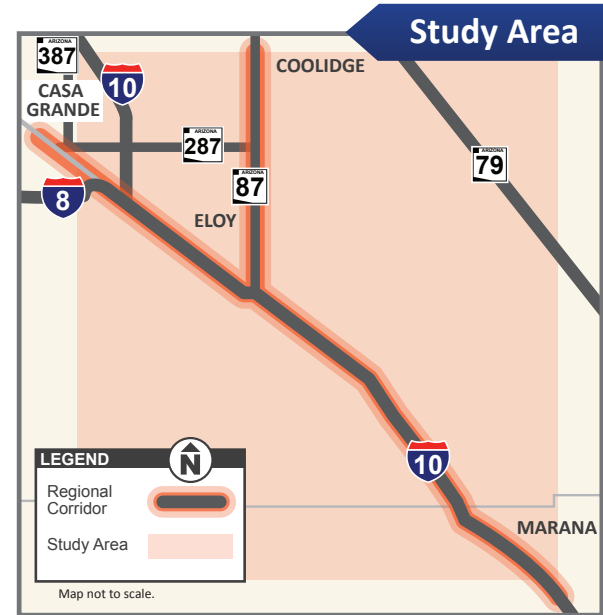 Study Area
ARIZONA
387
10
CASA
GRANDE
COOLIDGE
ARIZONA
287
ARIZONA
79
ARIZONA
87
8
ELOY
10
MARANA
LEGEND
N
Regional
Corridor
Study Area
Map not to scale.